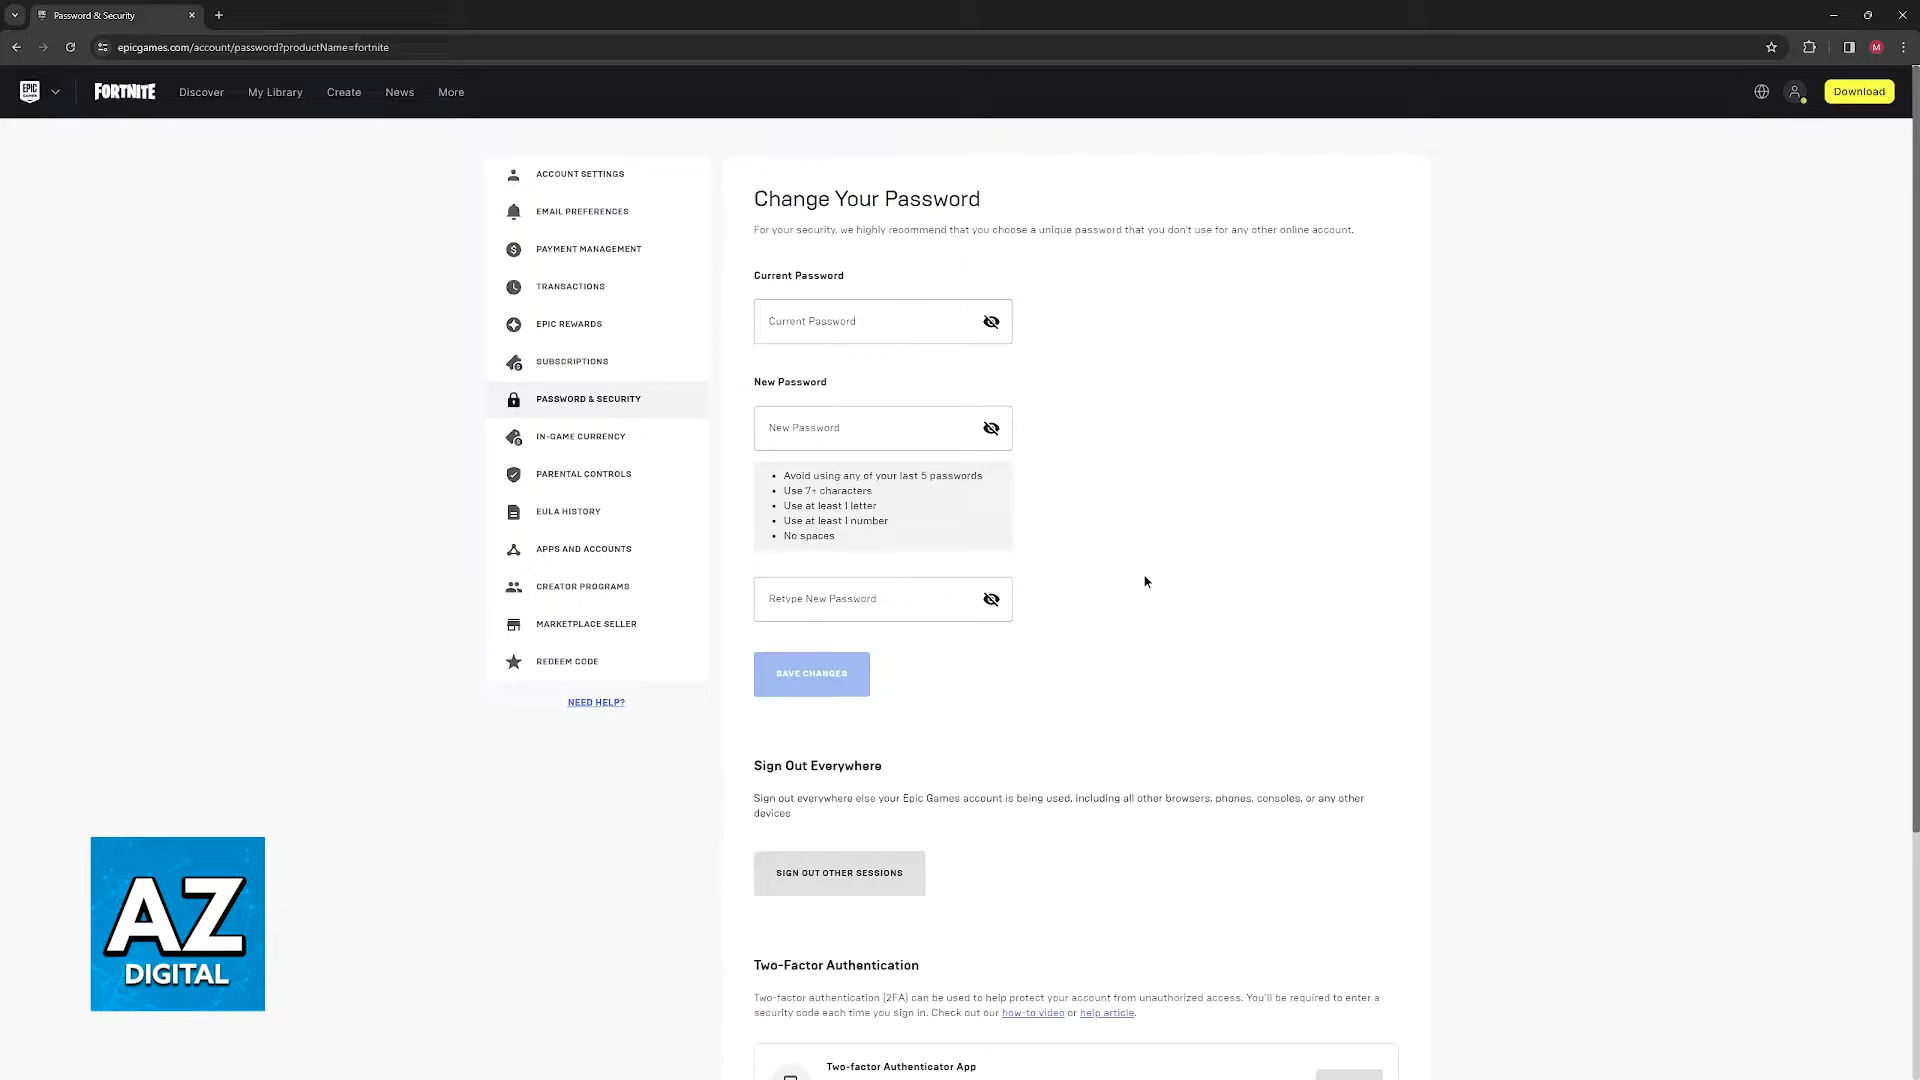 Password & Security
epicgames.com/account/password?productName=fortnite
M
EPIC GAMES
FORTNITE
Discover
My Library
Create
News
More
Download
ACCOUNT SETTINGS
EMAIL PREFERENCES
PAYMENT MANAGEMENT
TRANSACTIONS
EPIC REWARDS
SUBSCRIPTIONS
PASSWORD & SECURITY
IN-GAME CURRENCY
PARENTAL CONTROLS
EULA HISTORY
APPS AND ACCOUNTS
CREATOR PROGRAMS
MARKETPLACE SELLER
REDEEM CODE
NEED HELP?
Change Your Password
For your security, we highly recommend that you choose a unique password that you don't use for any other online account.
Current Password
Current Password
New Password
New Password
• Avoid using any of your last 5 passwords
• Use 7+ characters
• Use at least 1 letter
• Use at least 1 number
• No spaces
Retype New Password
SAVE CHANGES
Sign Out Everywhere
Sign out everywhere else your Epic Games account is being used, including all other browsers, phones, consoles, or any other
devices
SIGN OUT OTHER SESSIONS
Two-Factor Authentication
Two-factor authentication [2FA] can be used to help protect your account from unauthorized access. You'll be required to enter a
security code each time you sign in. Check out our how-to video or help article.
Two-factor Authenticator App
AZ
DIGITAL